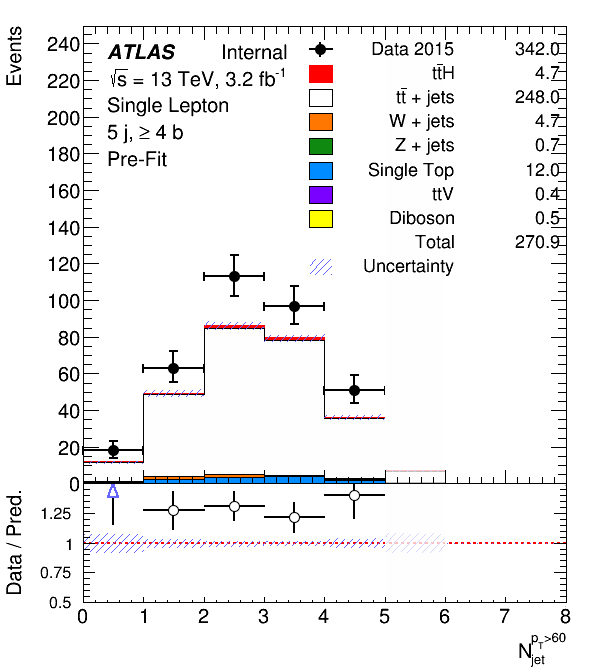 Events
240
220
200
180
160
140
120
100
80
60
40
20
0
ATLAS Internal
√s = 13 TeV, 3.2 fb⁻¹
Single Lepton
5 j, ≥ 4 b
Pre-Fit
Data 2015 342.0
tt̄H 4.7
tt̄ + jets 248.0
W + jets 4.7
Z + jets 0.7
Single Top 12.0
ttV 0.4
Diboson 0.5
Total 270.9
Uncertainty
Data / Pred.
1.25
1
0.75
0.5
0 1 2 3 4 5 6 7 8
N_jet^{p_T>60}